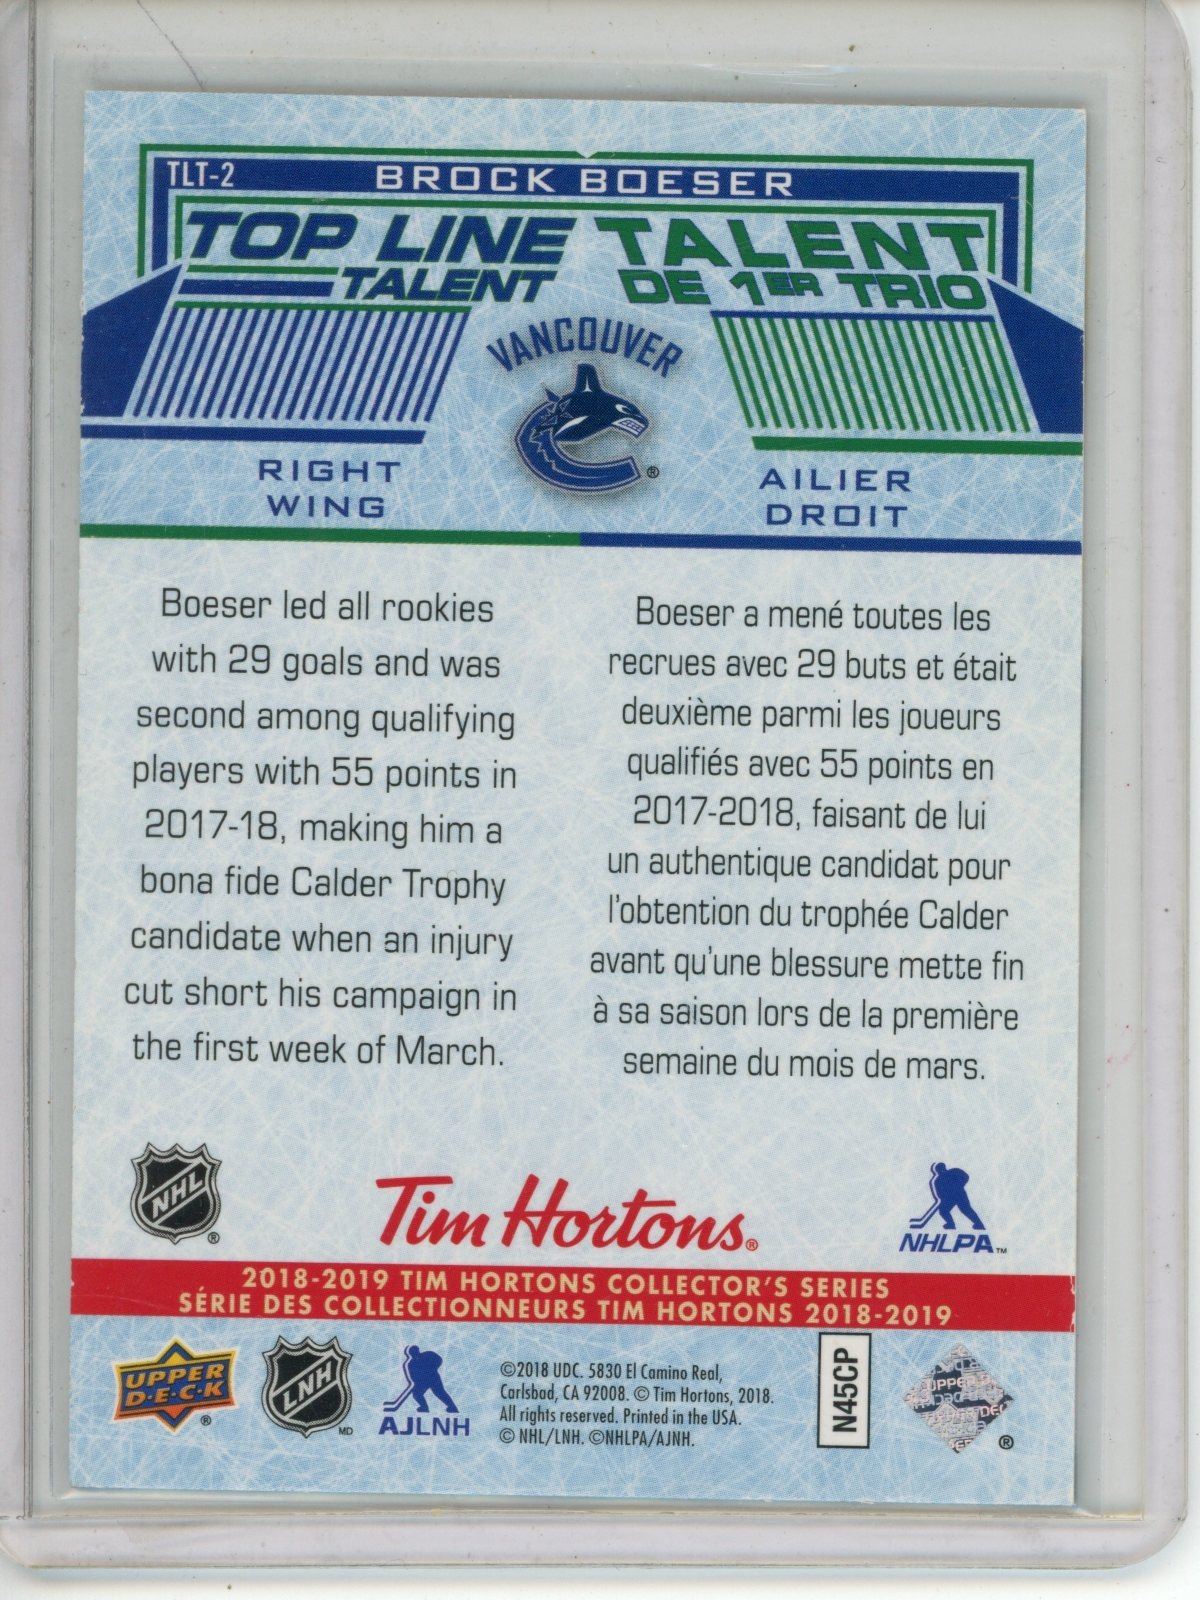 TLT-2
BROCK BOESER
TOP LINE
TALENT
TALENT
DE 1ER TRIO
VANCOUVER
®
RIGHT
WING
AILIER
DROIT
Boeser led all rookies
with 29 goals and was
second among qualifying
players with 55 points in
2017-18, making him a
bona fide Calder Trophy
candidate when an injury
cut short his campaign in
the first week of March.
Boeser a mené toutes les
recrues avec 29 buts et était
deuxième parmi les joueurs
qualifiés avec 55 points en
2017-2018, faisant de lui
un authentique candidat pour
l'obtention du trophée Calder
avant qu'une blessure mette fin
à sa saison lors de la première
semaine du mois de mars.
NHL®
Tim Hortons®
NHLPA™
2018-2019 TIM HORTONS COLLECTOR'S SERIES
SÉRIE DES COLLECTIONNEURS TIM HORTONS 2018-2019
UPPER
D·E·C·K®
LNH MD
AJLNH
©2018 UDC. 5830 El Camino Real,
Carlsbad, CA 92008. © Tim Hortons, 2018.
All rights reserved. Printed in the USA.
© NHL/LNH. ©NHLPA/AJNH.
N45CP
®